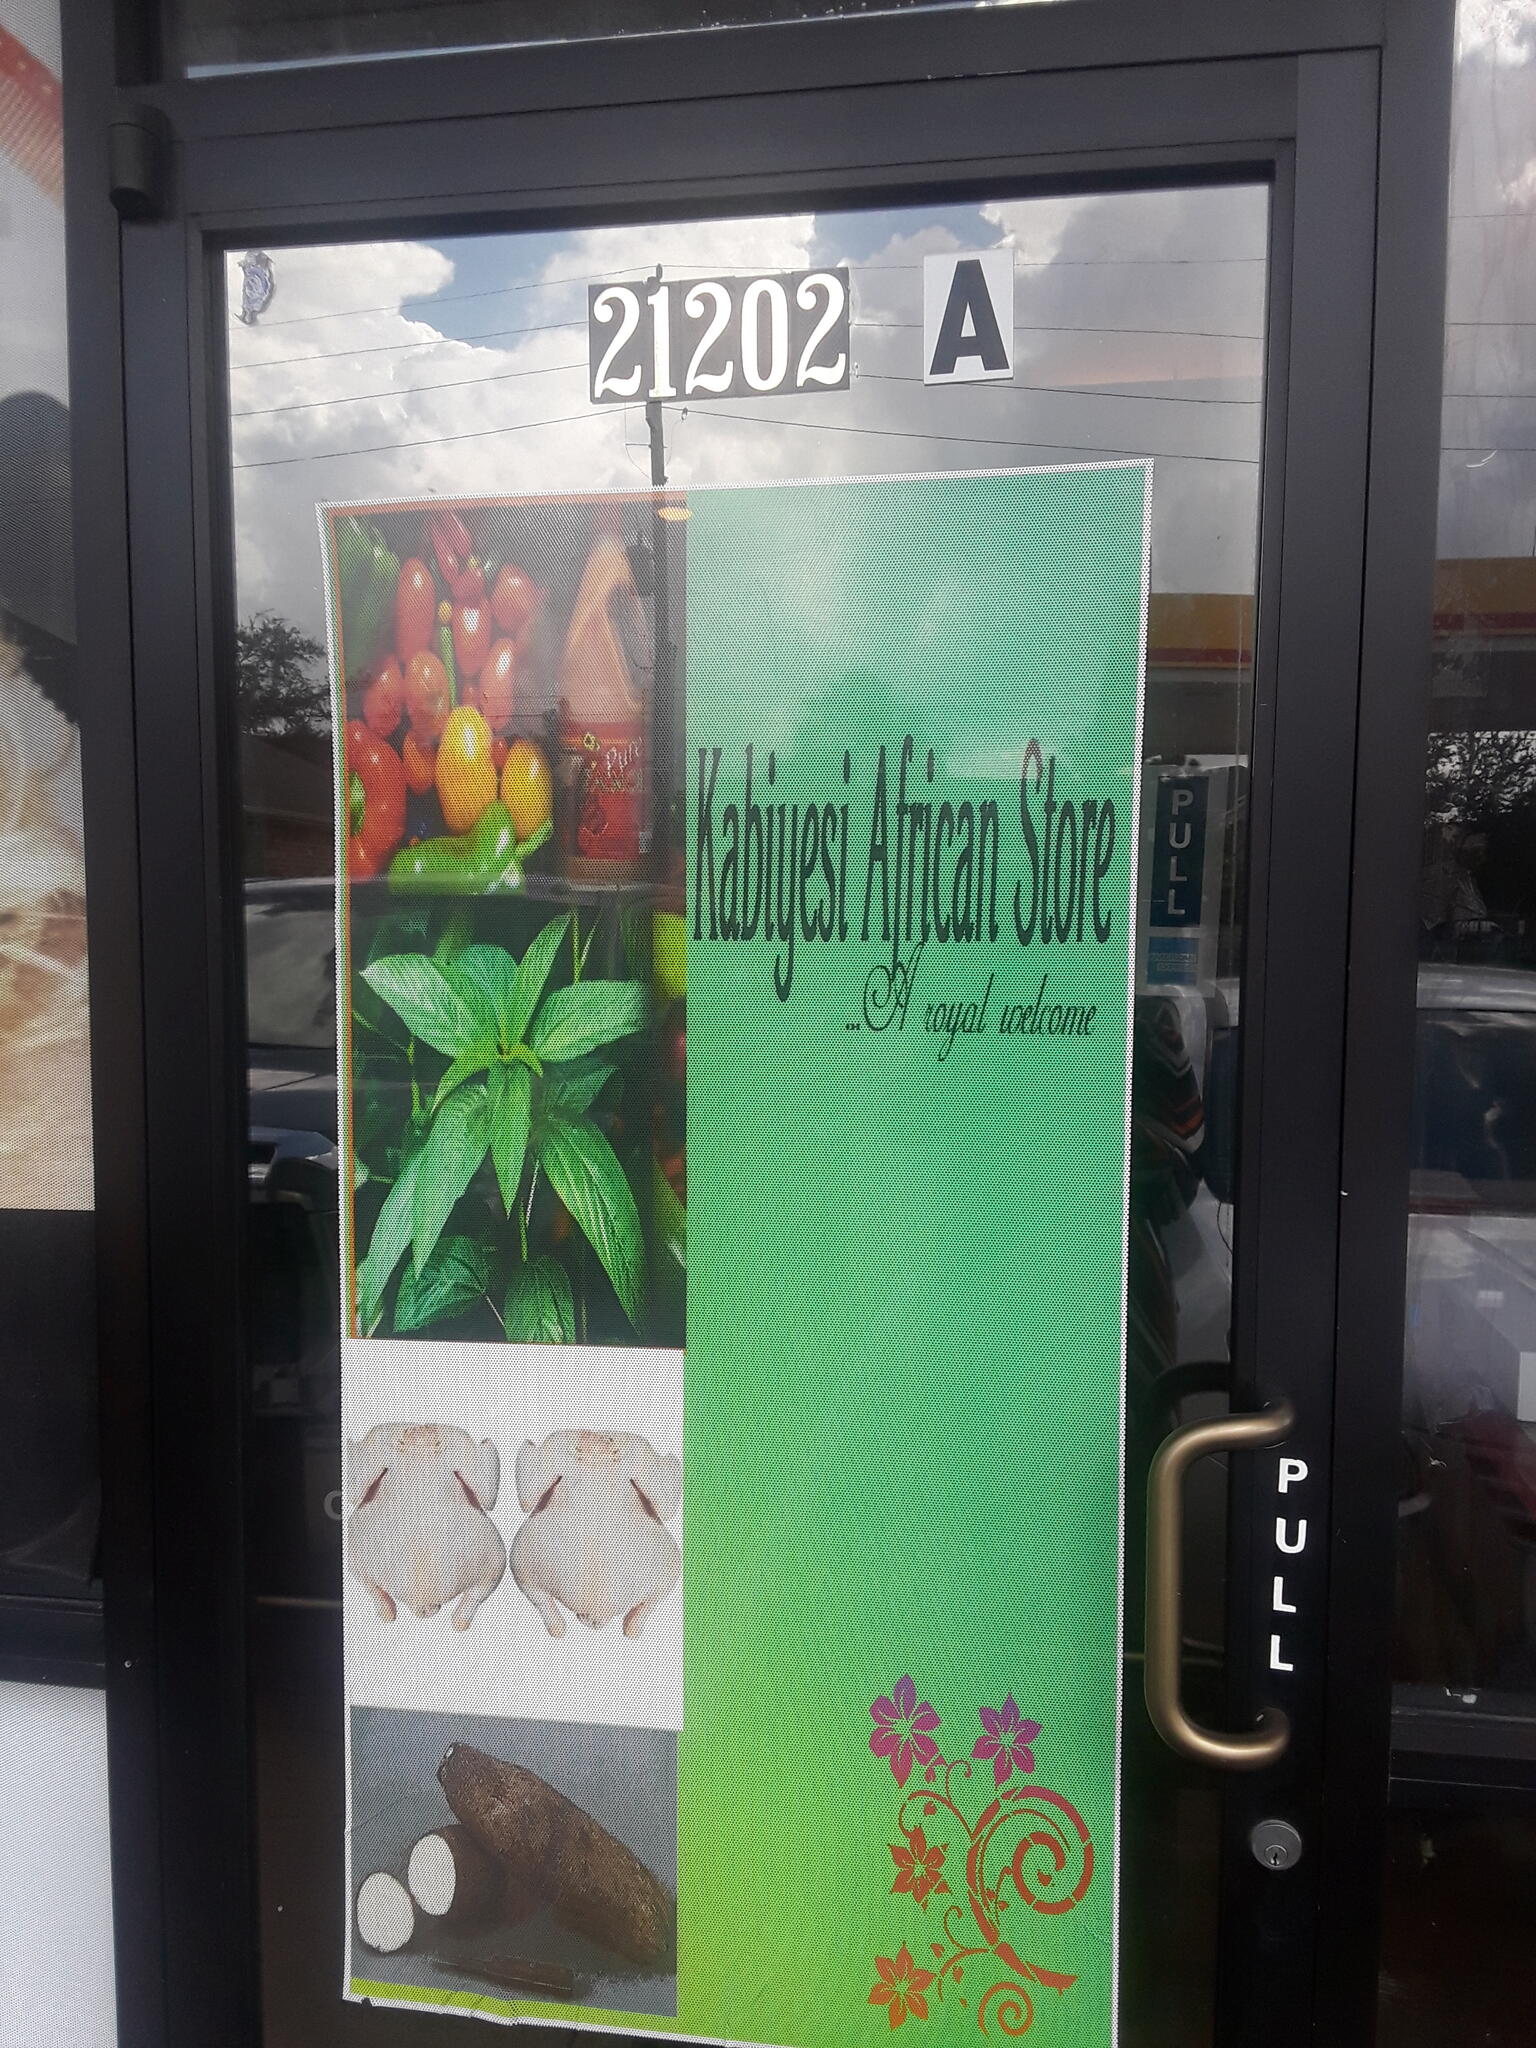 21202 A
Kabiyesi African Store
...A royal welcome
PULL
PULL